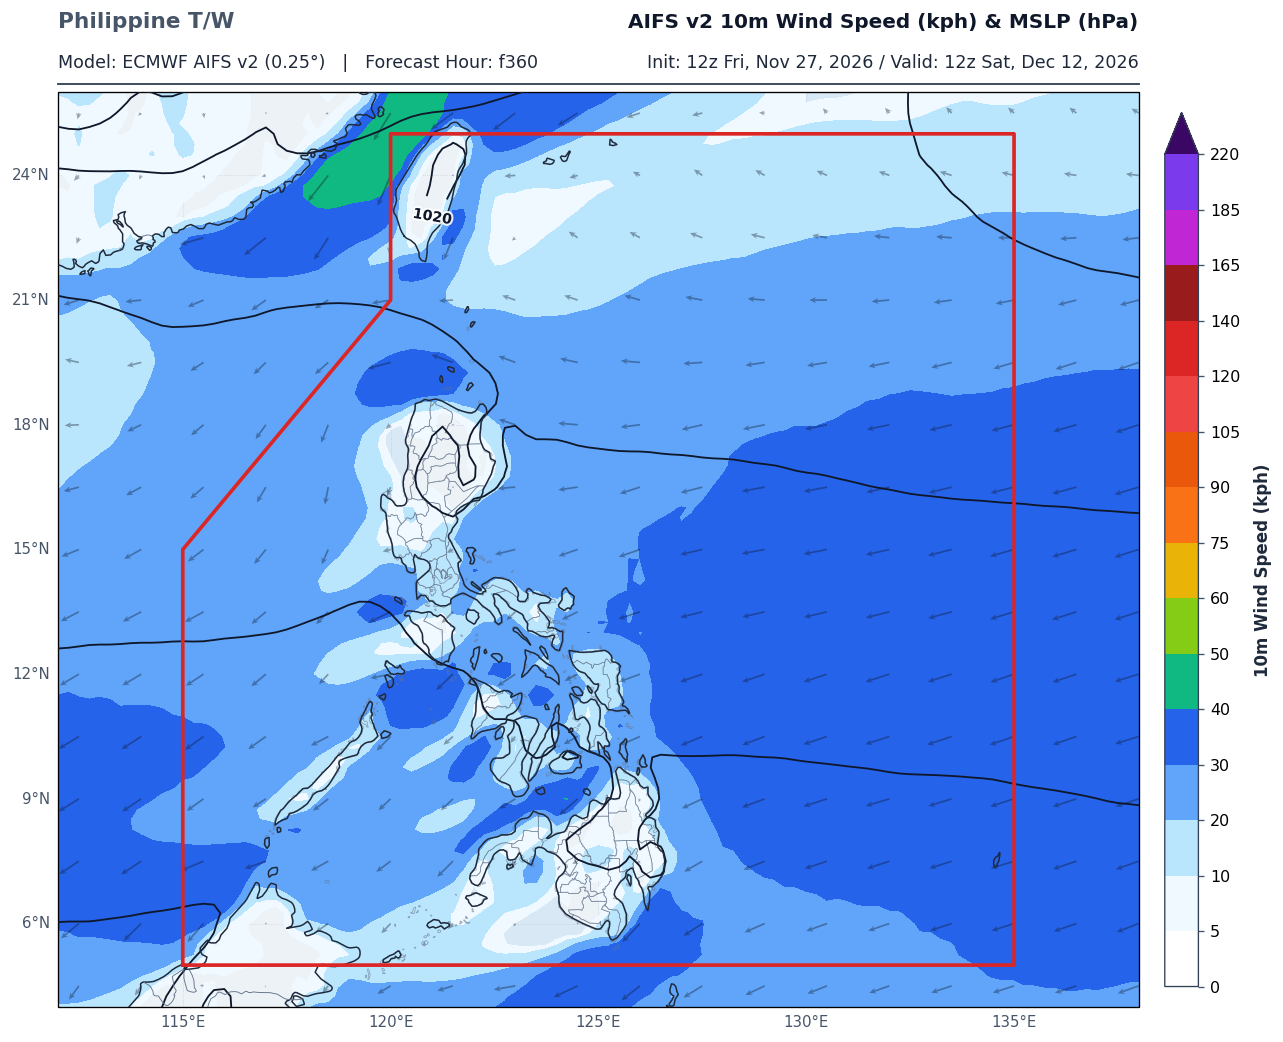 Philippine T/W
AIFS v2 10m Wind Speed (kph) & MSLP (hPa)
Model: ECMWF AIFS v2 (0.25°) | Forecast Hour: f360
Init: 12z Fri, Nov 27, 2026 / Valid: 12z Sat, Dec 12, 2026
24°N
21°N
18°N
15°N
12°N
9°N
6°N
1020
115°E
120°E
125°E
130°E
135°E
220
185
165
140
120
105
90
75
60
50
40
30
20
10
5
0
10m Wind Speed (kph)